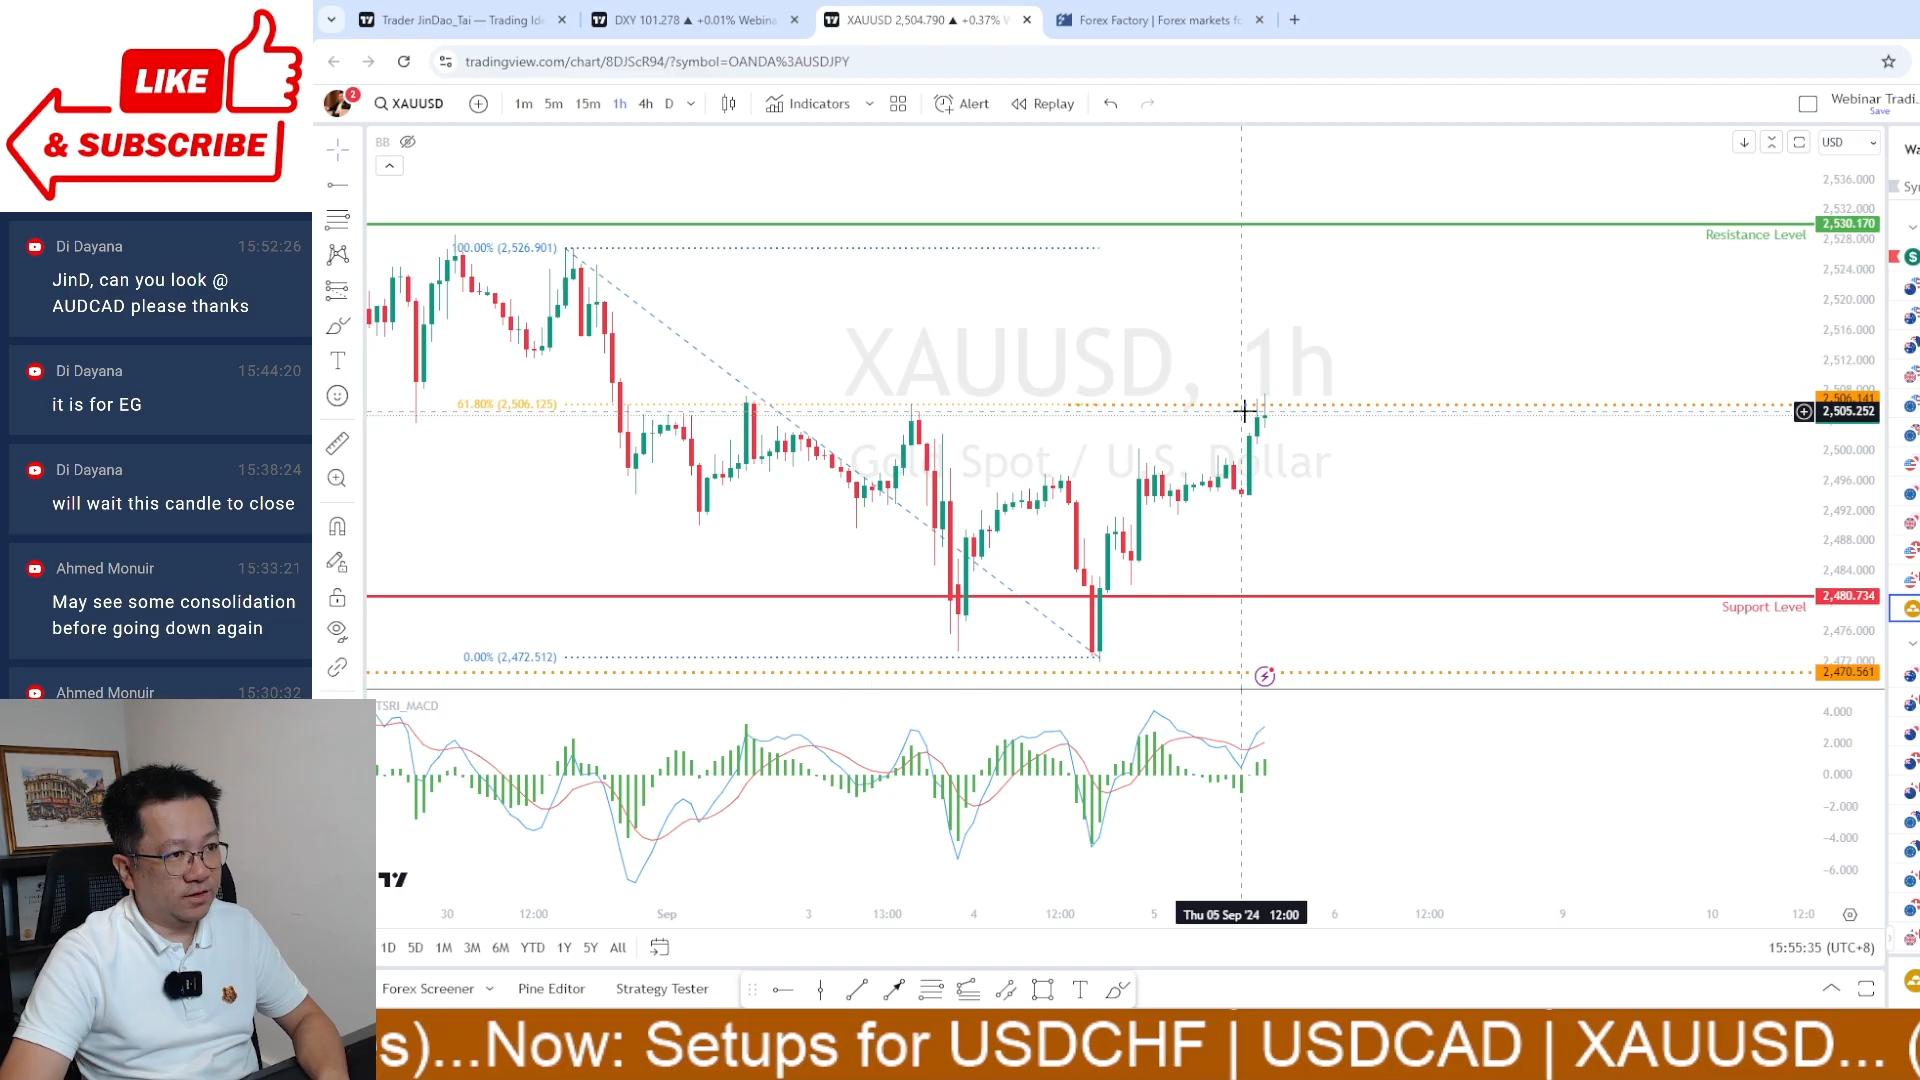 LIKE
& SUBSCRIBE
Di Dayana 15:52:26
JinD, can you look @
AUDCAD please thanks
Di Dayana 15:44:20
it is for EG
Di Dayana 15:38:24
will wait this candle to close
Ahmed Monuir 15:33:21
May see some consolidation
before going down again
Ahmed Monuir 15:30:32
Trader JinDao_Tai — Trading Ide
DXY 101.278 ▲ +0.01% Webina
XAUUSD 2,504.790 ▲ +0.37% W
Forex Factory | Forex markets fo
tradingview.com/chart/8DJScR94/?symbol=OANDA%3AUSDJPY
2
XAUUSD
1m 5m 15m 1h 4h D
Indicators
Alert
Replay
Webinar Tradi...
Save
BB
USD
Wa
Sy
XAUUSD, 1h
Gold Spot / U.S. Dollar
2,536.000
2,532.000
2,530.170
Resistance Level
2,528.000
100.00% (2,526.901)
2,524.000
2,520.000
2,516.000
2,512.000
2,508.000
61.80% (2,506.125)
2,506.141
2,505.252
2,500.000
2,496.000
2,492.000
2,488.000
2,484.000
2,480.734
Support Level
2,476.000
0.00% (2,472.512)
2,472.000
2,470.561
TSRI_MACD
4.000
2.000
0.000
−2.000
−4.000
−6.000
30 12:00 Sep 3 13:00 4 12:00 5 Thu 05 Sep '24 12:00 6 12:00 9 10 12:0
1D 5D 1M 3M 6M YTD 1Y 5Y All
15:55:35 (UTC+8)
Forex Screener
Pine Editor
Strategy Tester
s)...Now: Setups for USDCHF | USDCAD | XAUUSD... (